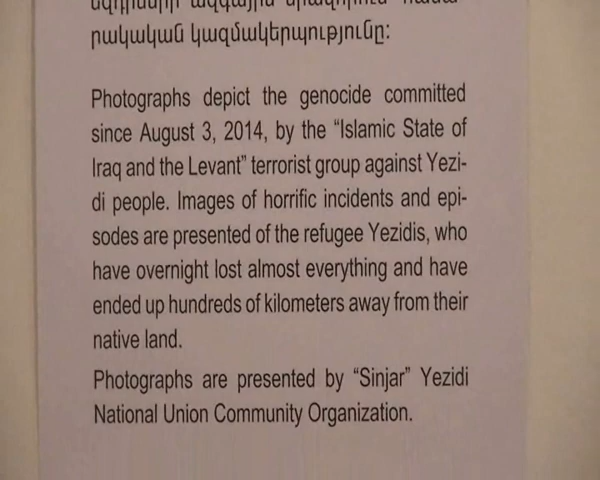 րական կազմակերպությունը:
Photographs depict the genocide committed
since August 3, 2014, by the “Islamic State of
Iraq and the Levant” terrorist group against Yezi-
di people. Images of horrific incidents and epi-
sodes are presented of the refugee Yezidis, who
have overnight lost almost everything and have
ended up hundreds of kilometers away from their
native land.
Photographs are presented by “Sinjar” Yezidi
National Union Community Organization.